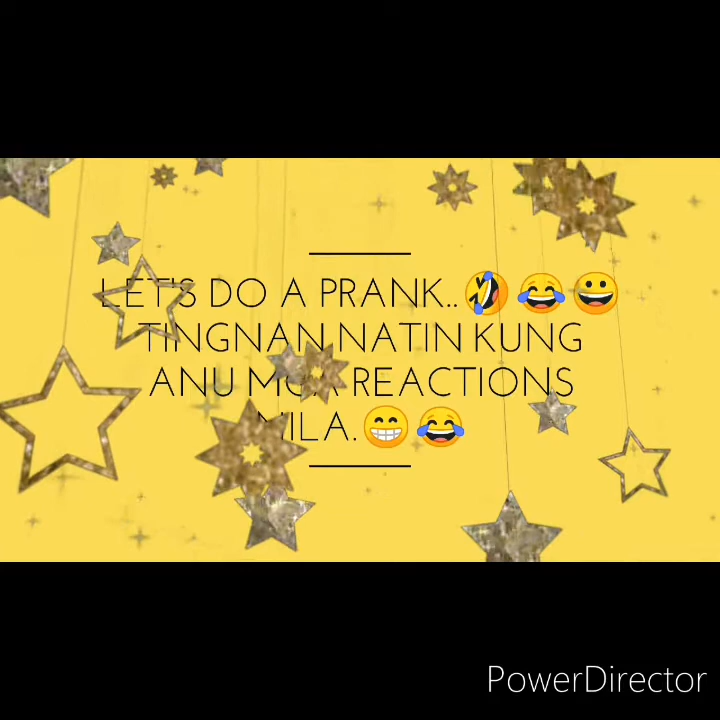 LET'S DO A PRANK..🤣😂😀
TINGNAN NATIN KUNG
ANU MGA REACTIONS
NILA.😁😂
PowerDirector